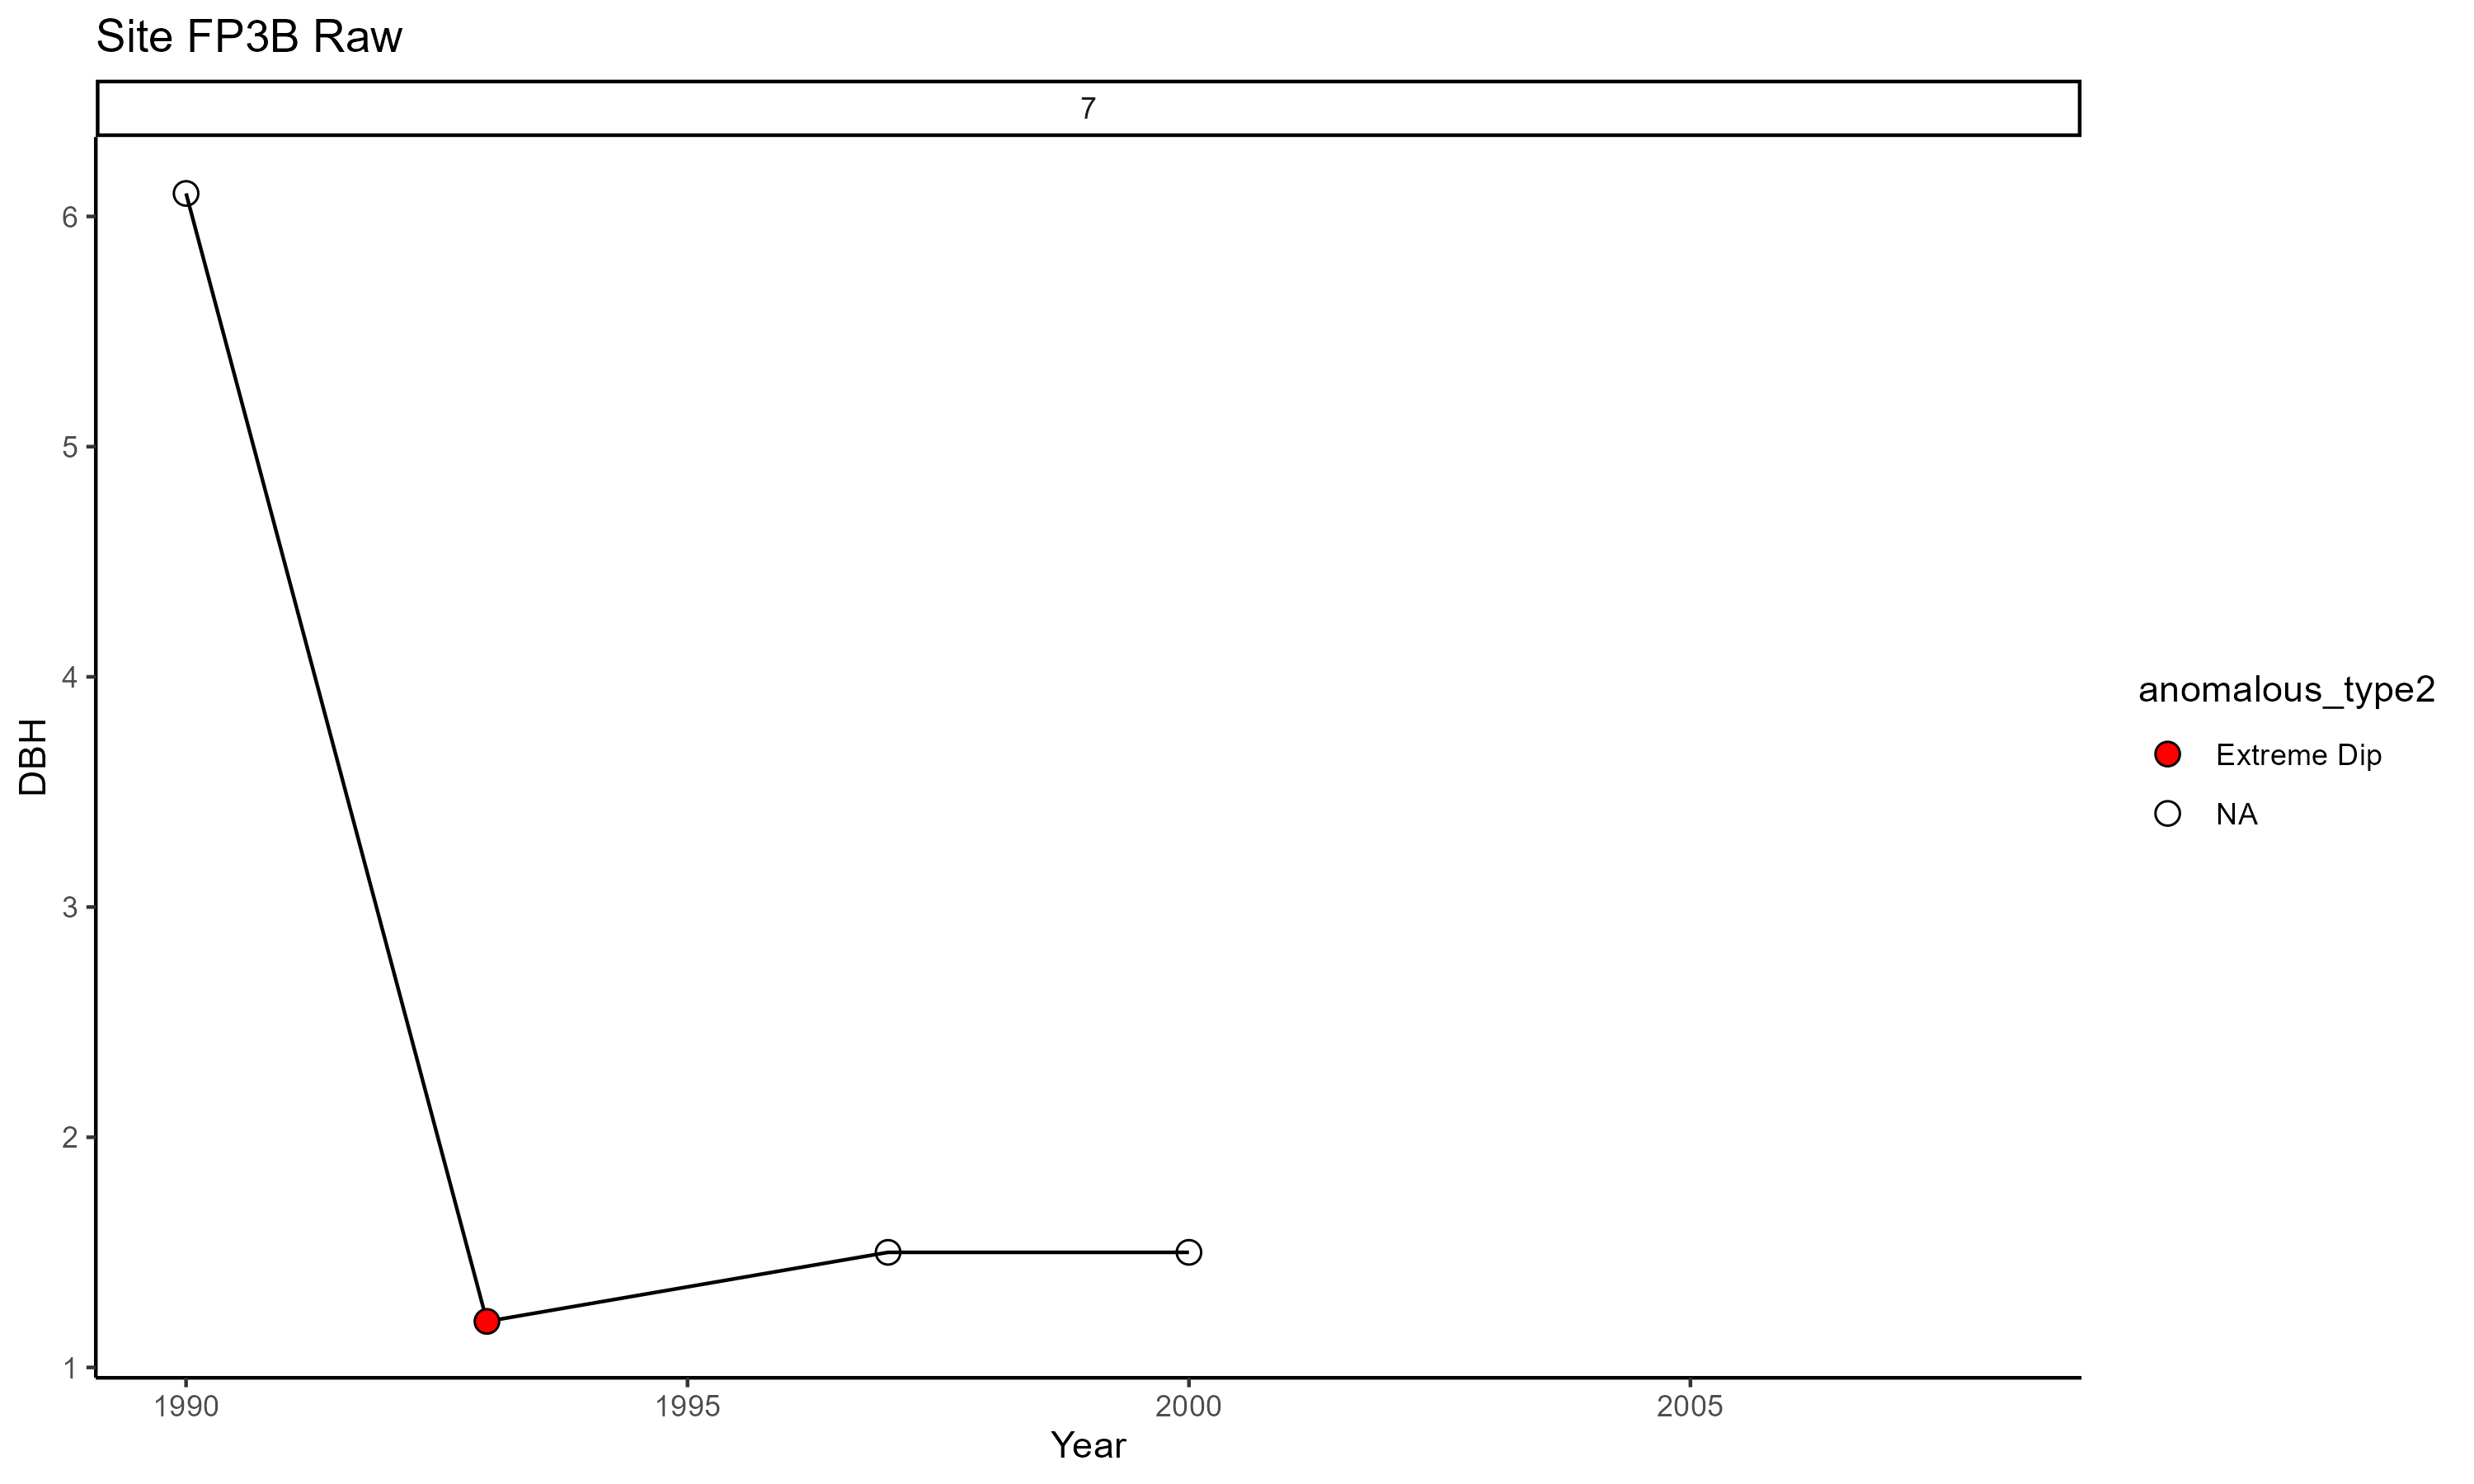 Site FP3B Raw
7
6
5
4
3
2
1
DBH
1990 1995 2000 2005
Year
anomalous_type2
Extreme Dip
NA